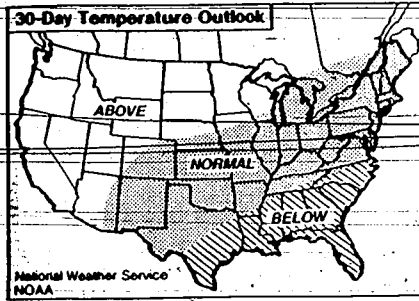 30-Day Temperature Outlook
ABOVE
NORMAL
BELOW
National Weather Service
NOAA